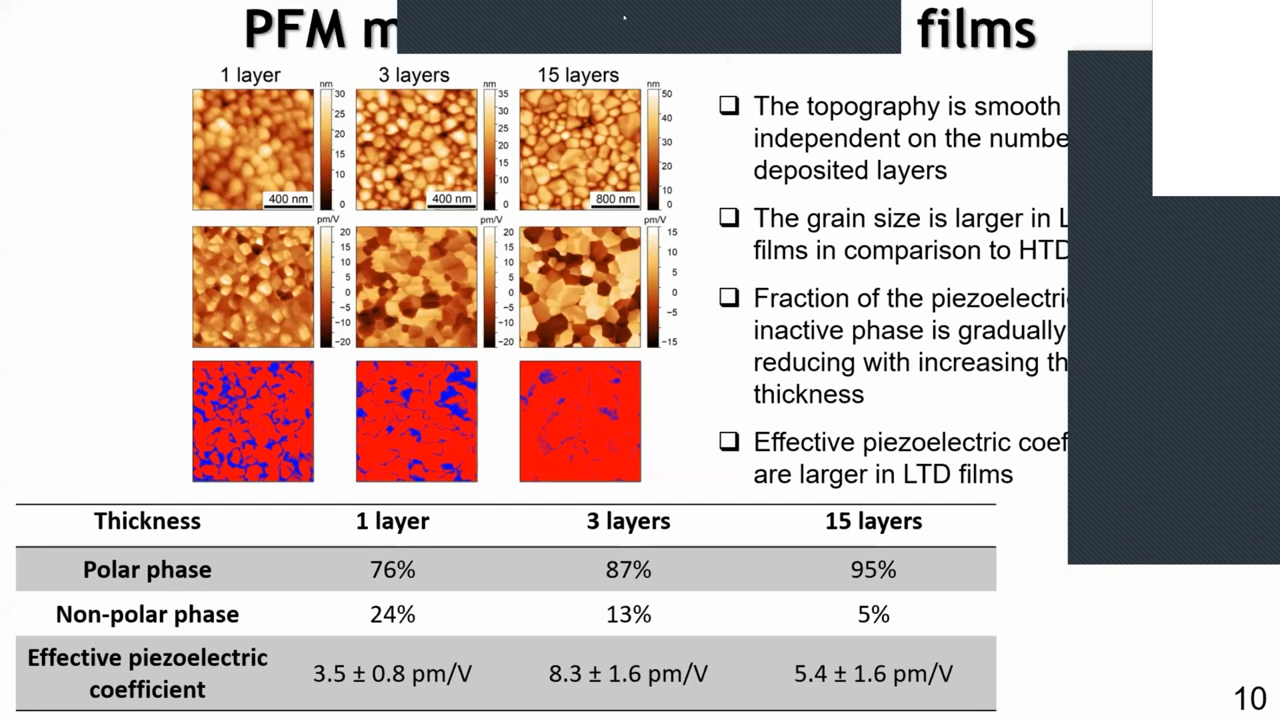 PFM m
films
1 layer 3 layers 15 layers
nm nm nm
30 25 20 15 10 5 0
35 30 25 20 15 10 5 0
50 40 30 20 10 0
400 nm 400 nm 800 nm
pm/V pm/V pm/V
20 15 10 5 0 −5 −10 −20
20 15 10 5 0 −5 −10 −20
15 10 5 0 −5 −15
❑ The topography is smooth
independent on the numbe
deposited layers
❑ The grain size is larger in L
films in comparison to HTD
❑ Fraction of the piezoelectri
inactive phase is gradually
reducing with increasing th
thickness
❑ Effective piezoelectric coef
are larger in LTD films
Thickness 1 layer 3 layers 15 layers
Polar phase 76% 87% 95%
Non-polar phase 24% 13% 5%
Effective piezoelectric
coefficient 3.5 ± 0.8 pm/V 8.3 ± 1.6 pm/V 5.4 ± 1.6 pm/V
10